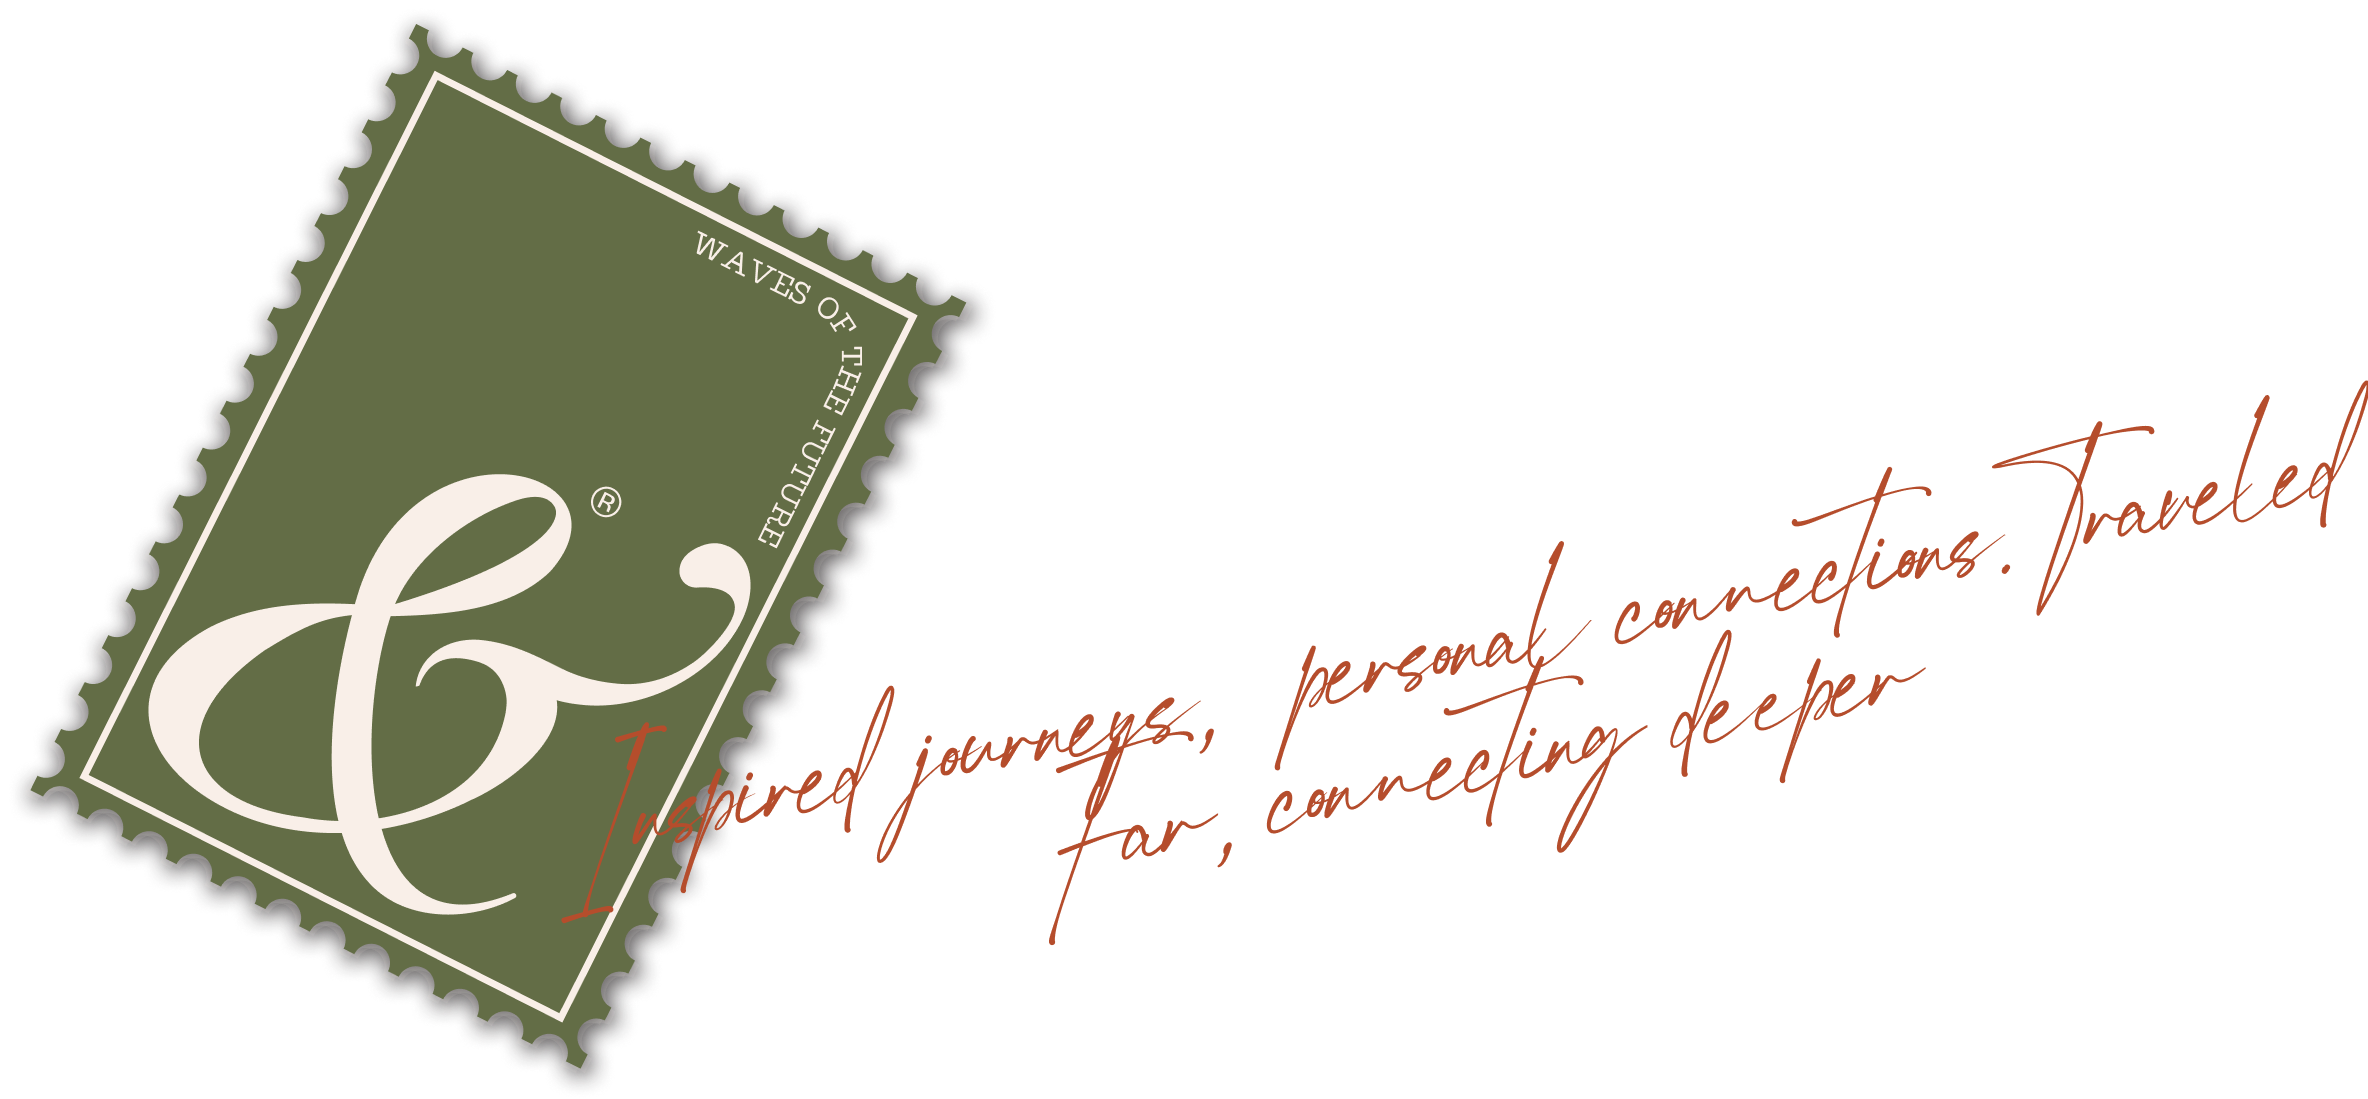 WAVES OF THE FUTURE
&®
Inspired journeys, personal connections. Traveled
Far, connecting deeper